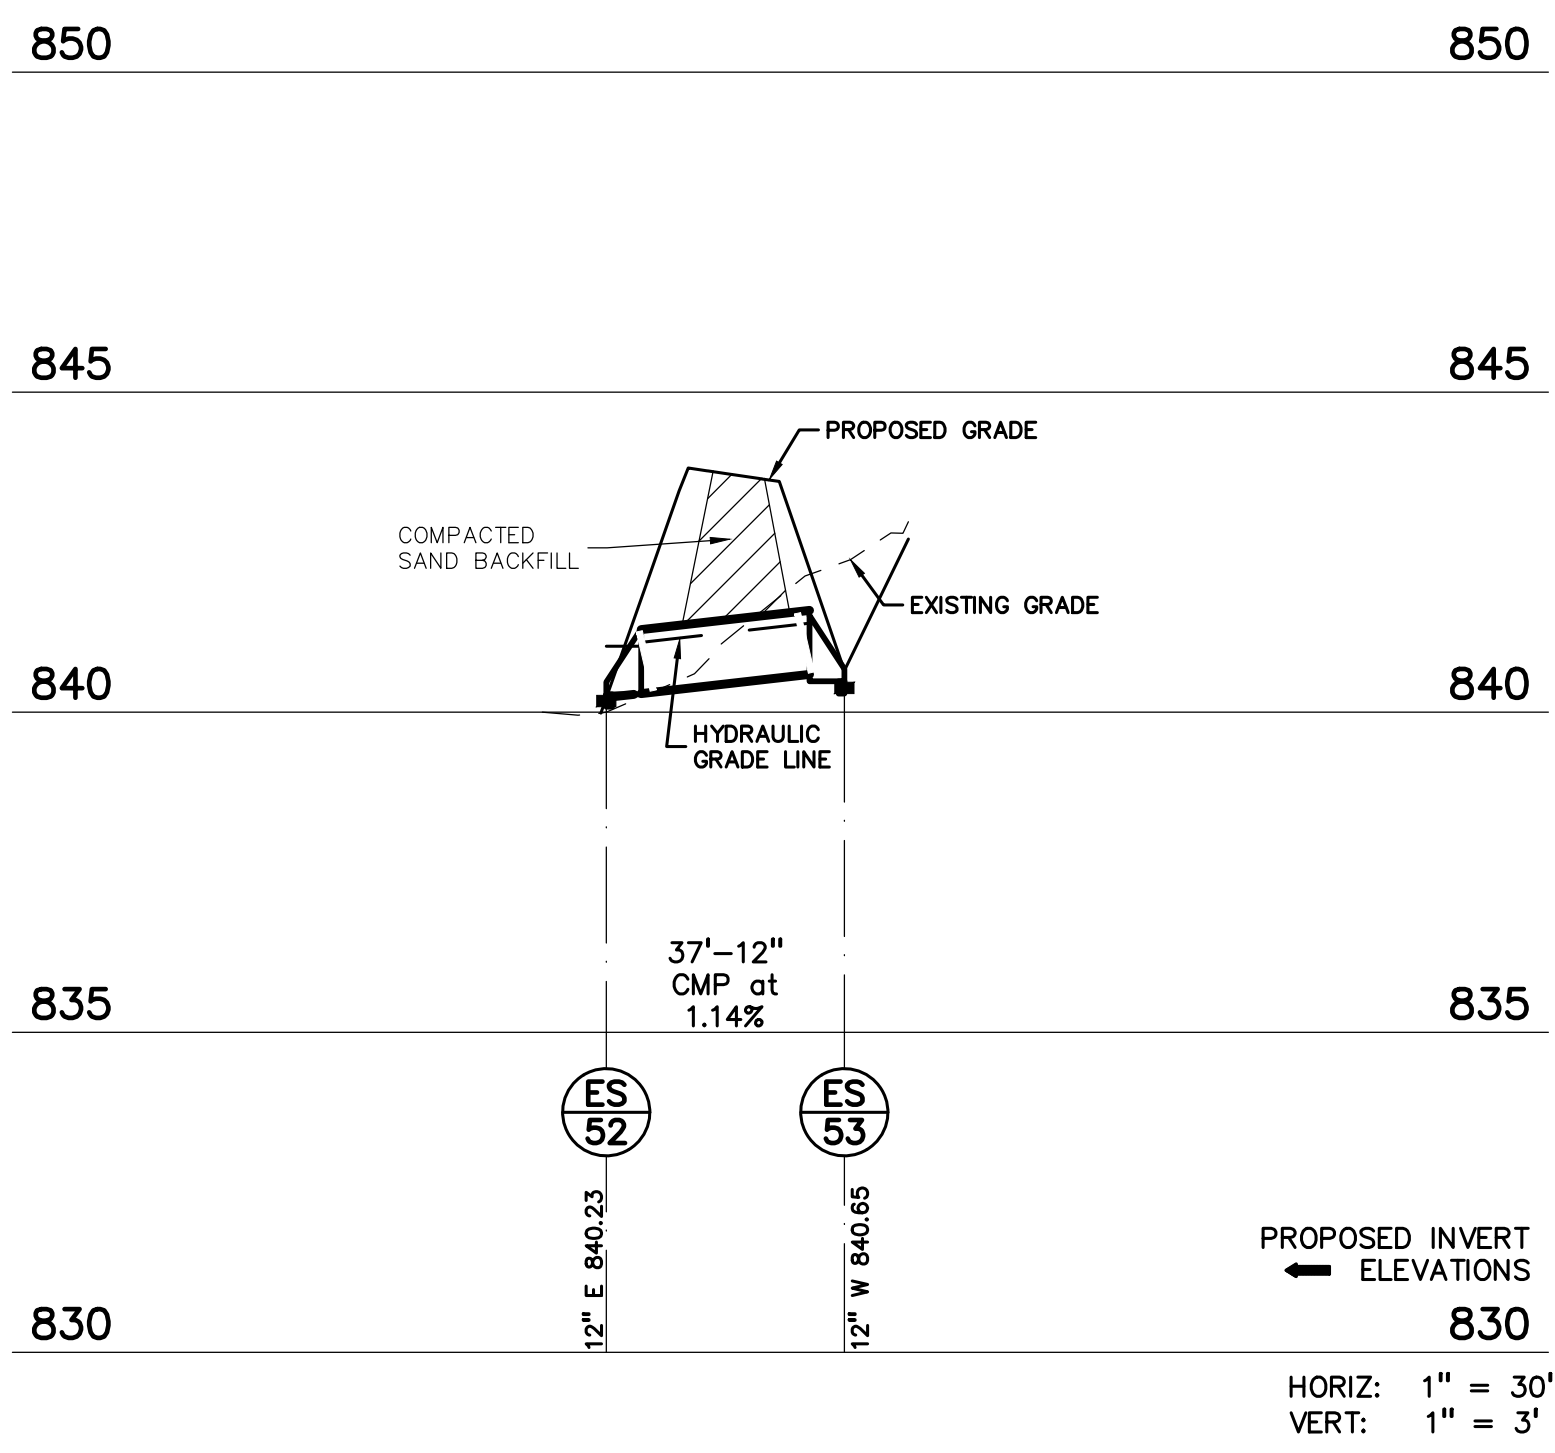 850 850
845 845
PROPOSED GRADE
COMPACTED
SAND BACKFILL
EXISTING GRADE
840 840
HYDRAULIC
GRADE LINE
37'-12"
CMP at
1.14%
835 835
ES
52
ES
53
12" E 840.23
12" W 840.65
PROPOSED INVERT
ELEVATIONS
830 830
HORIZ: 1" = 30'
VERT: 1" = 3'